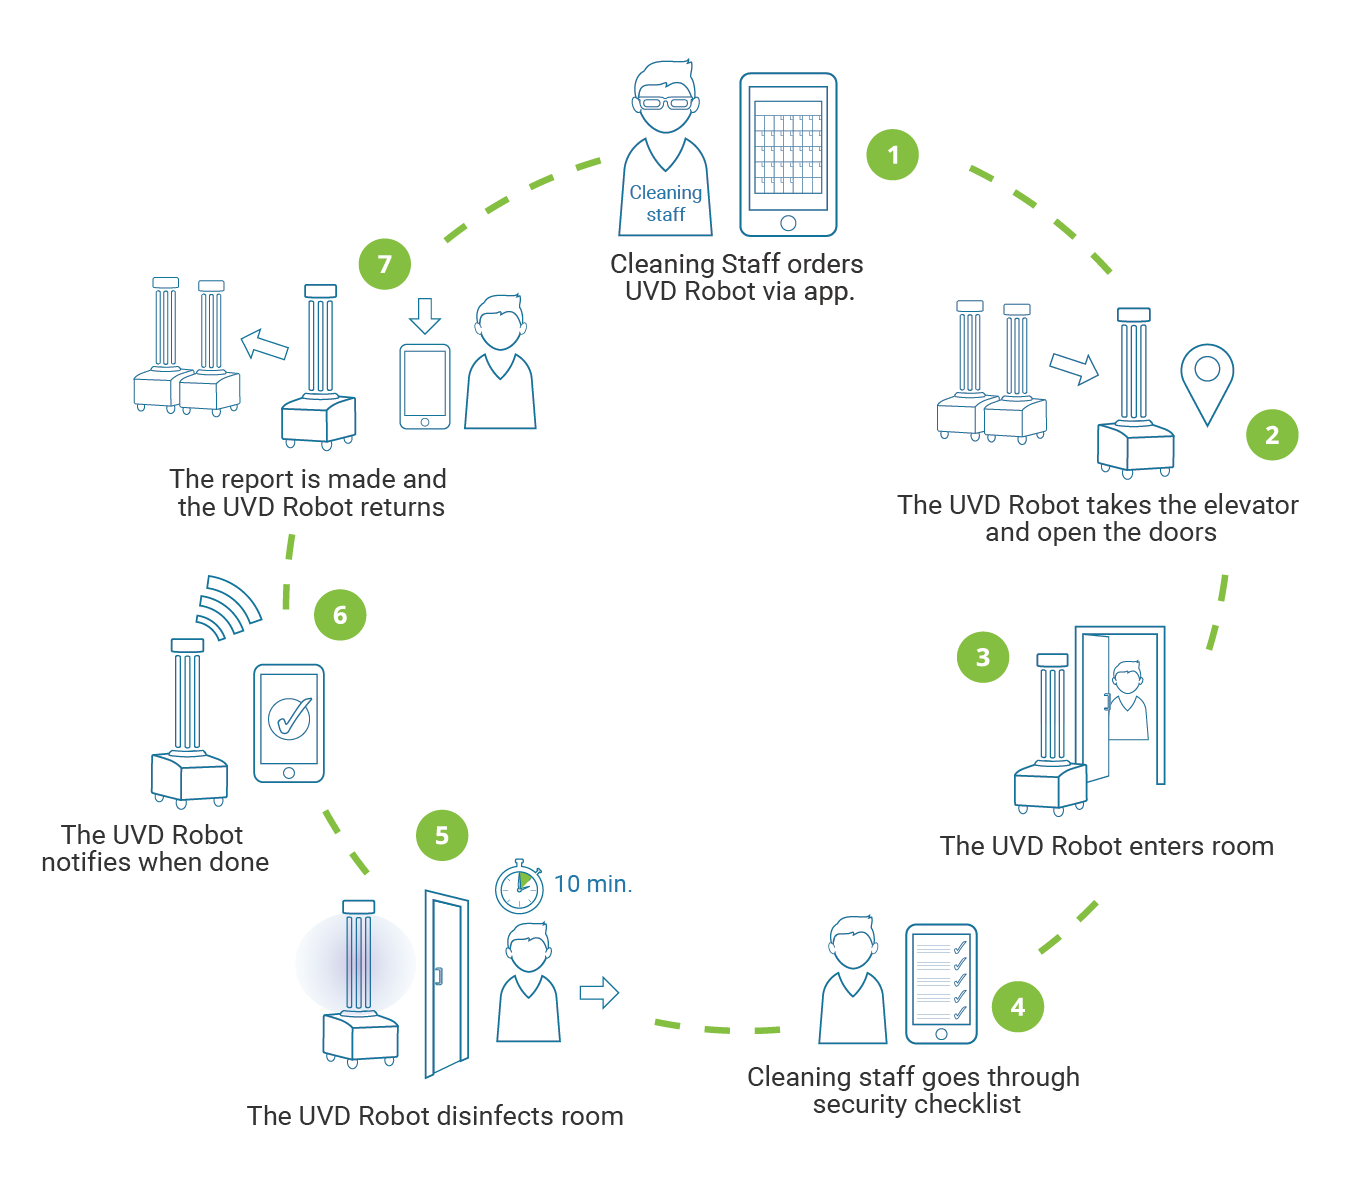 Cleaning
staff
1
Cleaning Staff orders
UVD Robot via app.
2
The UVD Robot takes the elevator
and open the doors
3
The UVD Robot enters room
4
Cleaning staff goes through
security checklist
5
10 min.
The UVD Robot disinfects room
6
The UVD Robot
notifies when done
7
The report is made and
the UVD Robot returns